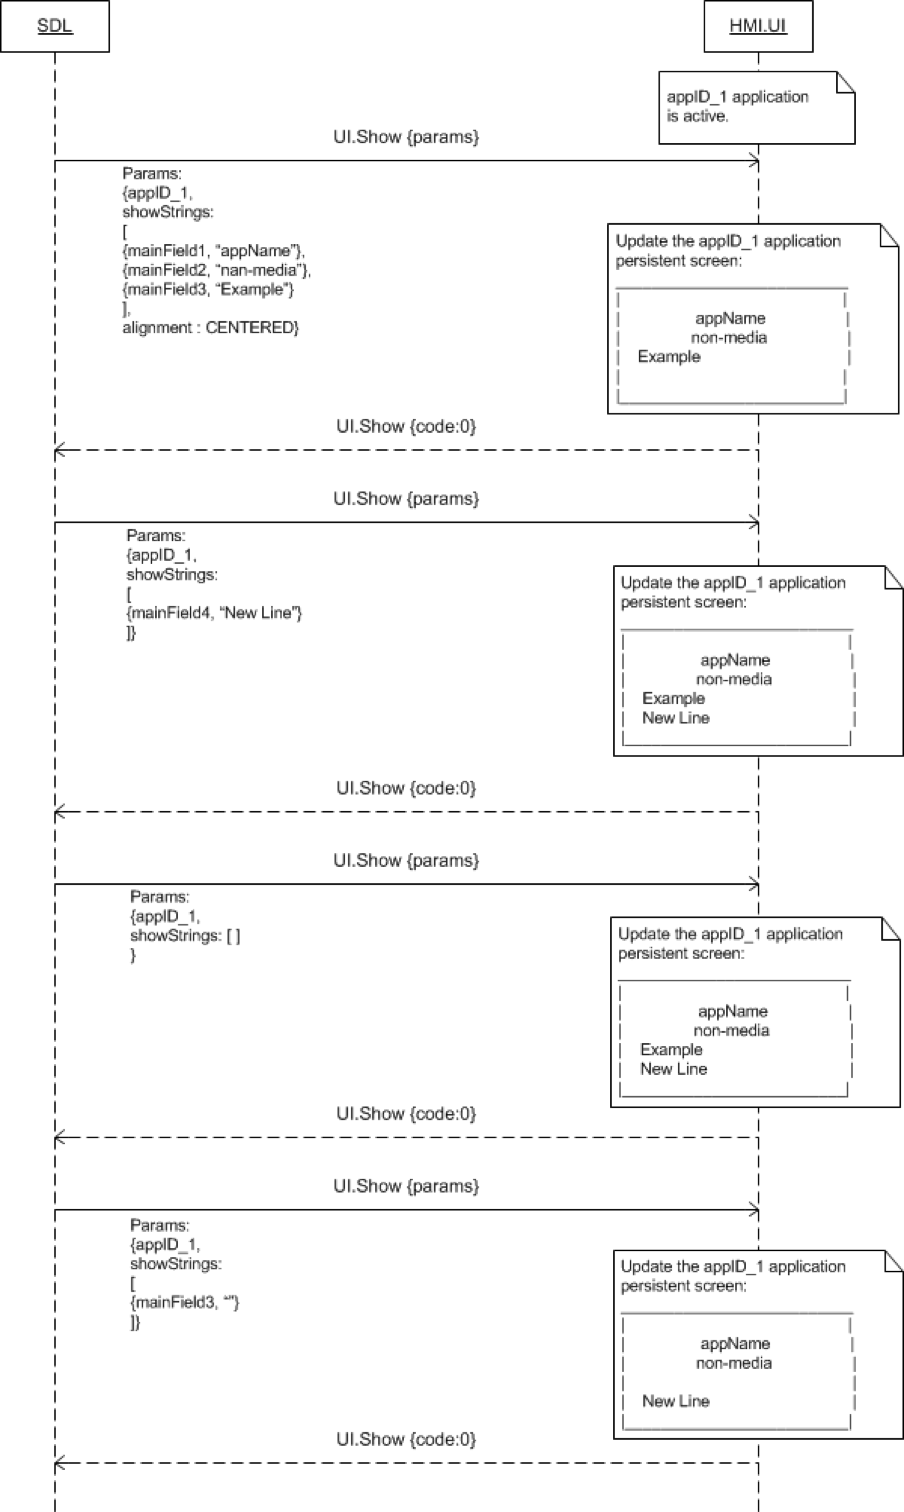 SDL
HMI.UI
appID_1 application
is active.
UI.Show {params}
Params:
{appID_1,
showStrings:
[
{mainField1, “appName”},
{mainField2, “nan-media”},
{mainField3, “Example”}
],
alignment : CENTERED}
Update the appID_1 application
persistent screen:
appName
non-media
Example
UI.Show {code:0}
UI.Show {params}
Params:
{appID_1,
showStrings:
[
{mainField4, “New Line”}
]}
Update the appID_1 application
persistent screen:
appName
non-media
Example
New Line
UI.Show {code:0}
UI.Show {params}
Params:
{appID_1,
showStrings: [ ]
}
Update the appID_1 application
persistent screen:
appName
non-media
Example
New Line
UI.Show {code:0}
UI.Show {params}
Params:
{appID_1,
showStrings:
[
{mainField3, “”}
]}
Update the appID_1 application
persistent screen:
appName
non-media
New Line
UI.Show {code:0}